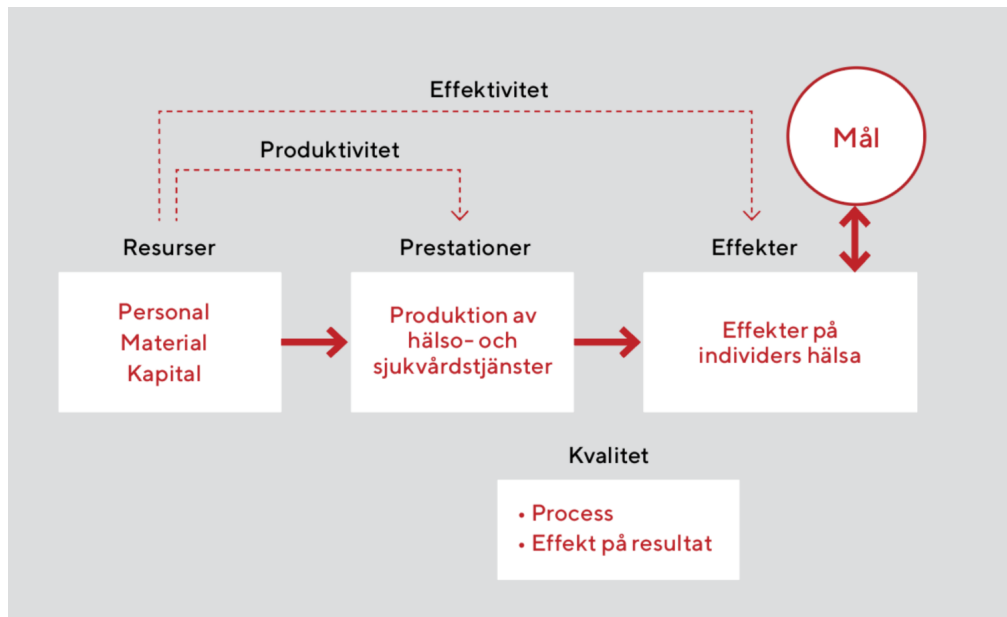 Effektivitet
Mål
Produktivitet
Resurser
Prestationer
Effekter
Personal
Material
Kapital
Produktion av
hälso- och
sjukvårdstjänster
Effekter på
individers hälsa
Kvalitet
• Process
• Effekt på resultat